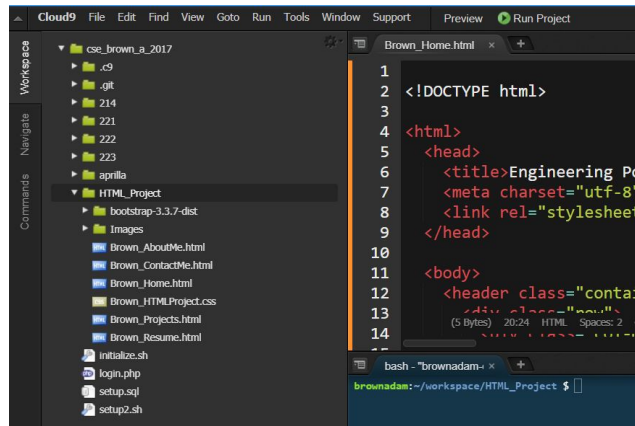 Cloud9 File Edit Find View Goto Run Tools Window Support Preview Run Project
Workspace
Navigate
Commands
cse_brown_a_2017
.c9
.git
214
221
222
223
aprilla
HTML_Project
bootstrap-3.3.7-dist
Images
Brown_AboutMe.html
Brown_ContactMe.html
Brown_Home.html
Brown_HTMLProject.css
Brown_Projects.html
Brown_Resume.html
initialize.sh
login.php
setup.sql
setup2.sh
Brown_Home.html
1
2 <!DOCTYPE html>
3
4 <html>
5 <head>
6 <title>Engineering Po
7 <meta charset="utf-8"
8 <link rel="stylesheet
9 </head>
10
11 <body>
12 <header class="contai
13 <div class="row">
(5 Bytes) 20:24 HTML Spaces: 2
14
bash - "brownadam-
brownadam:~/workspace/HTML_Project $